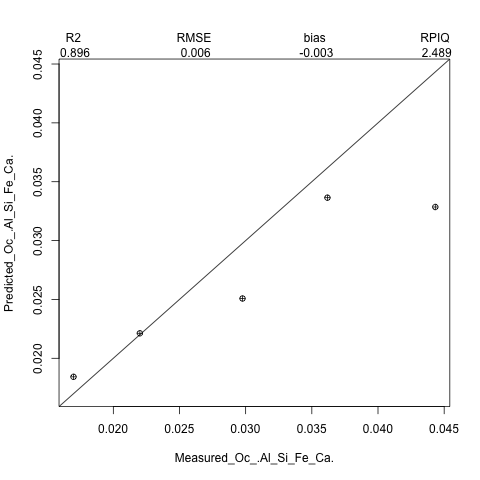 R2 RMSE bias RPIQ
0.896 0.006 -0.003 2.489
Predicted_Oc_.Al_Si_Fe_Ca.
0.045
0.040
0.035
0.030
0.025
0.020
0.020 0.025 0.030 0.035 0.040 0.045
Measured_Oc_.Al_Si_Fe_Ca.